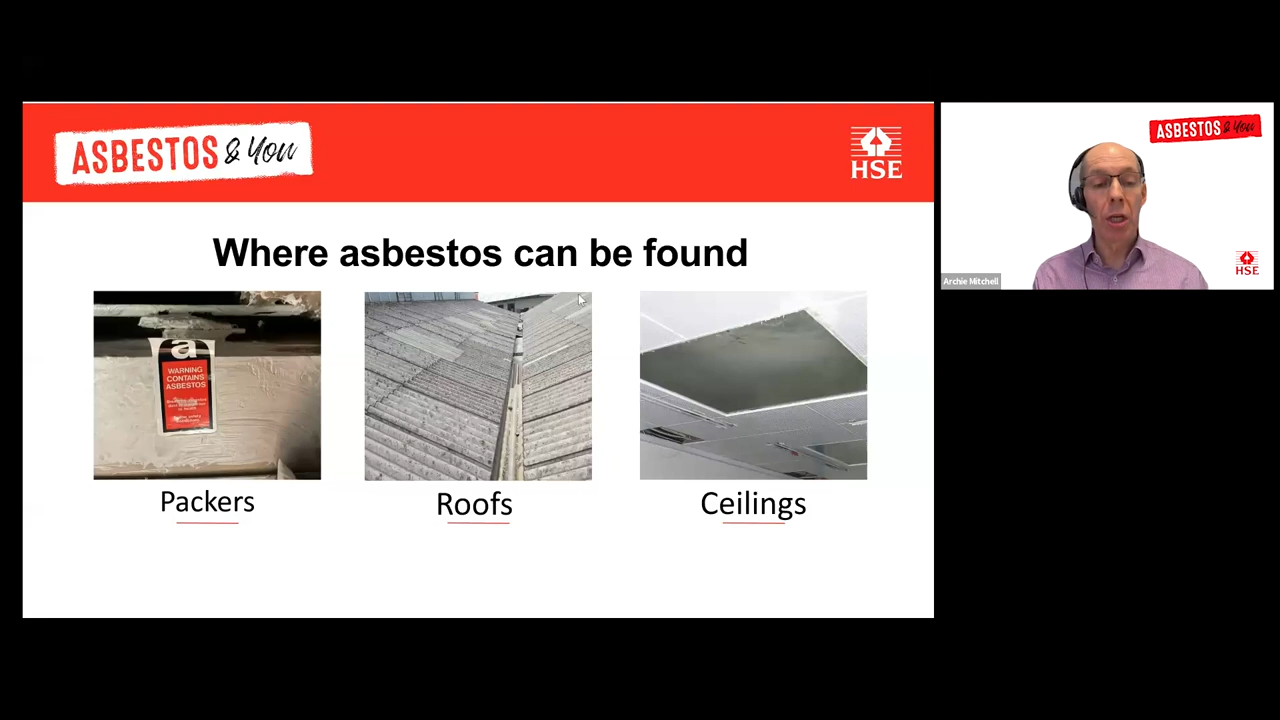 ASBESTOS & You
HSE
Where asbestos can be found
a
WARNING
CONTAINS
ASBESTOS
Packers
Roofs
Ceilings
ASBESTOS & You
HSE
Archie Mitchell